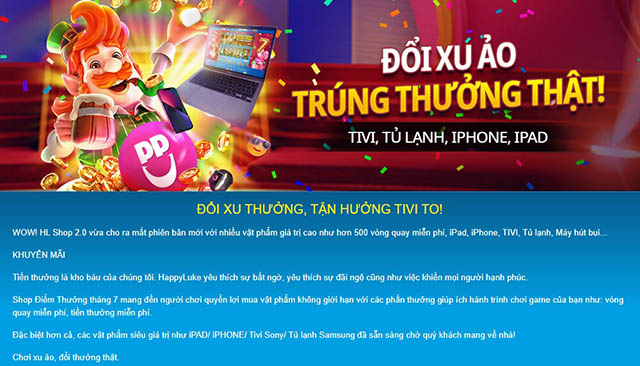 ĐỔI XU ẢO
TRÚNG THƯỞNG THẬT!
TIVI, TỦ LẠNH, IPHONE, IPAD
PP
ĐỔI XU THƯỞNG, TẬN HƯỞNG TIVI TO!
WOW! HL Shop 2.0 vừa cho ra mắt phiên bản mới với nhiều vật phẩm giá trị cao như hơn 500 vòng quay miễn phí, iPad, iPhone, TIVI, Tủ lạnh, Máy hút bụi...
KHUYẾN MÃI
Tiền thưởng là kho báu của chúng tôi. HappyLuke yêu thích sự bất ngờ, yêu thích sự đãi ngộ cũng như việc khiến mọi người hạnh phúc.
Shop Điểm Thưởng tháng 7 mang đến người chơi quyền lợi mua vật phẩm không giới hạn với các phần thưởng giúp ích hành trình chơi game của bạn như: vòng
quay miễn phí, tiền thưởng miễn phí.
Đặc biệt hơn cả, các vật phẩm siêu giá trị như iPAD/ iPHONE/ Tivi Sony/ Tủ lạnh Samsung đã sẵn sàng chờ quý khách mang về nhà!
Chơi xu ảo, đổi thưởng thật.